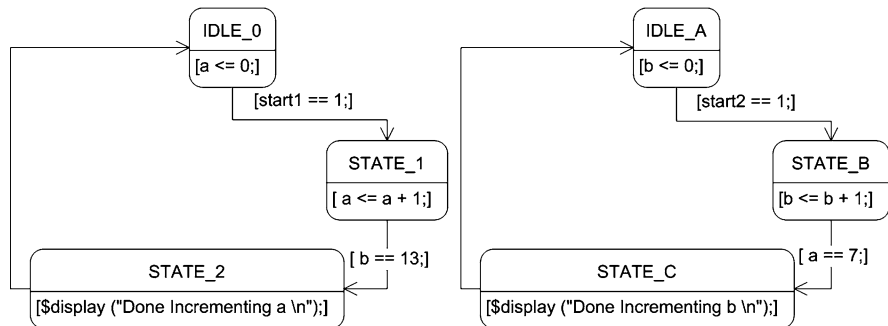 IDLE_0
[a <= 0;]
[start1 == 1;]
STATE_1
[ a <= a + 1;]
[ b == 13;]
STATE_2
[$display ("Done Incrementing a \n");]
IDLE_A
[b <= 0;]
[start2 == 1;]
STATE_B
[b <= b + 1;]
[ a == 7;]
STATE_C
[$display ("Done Incrementing b \n");]